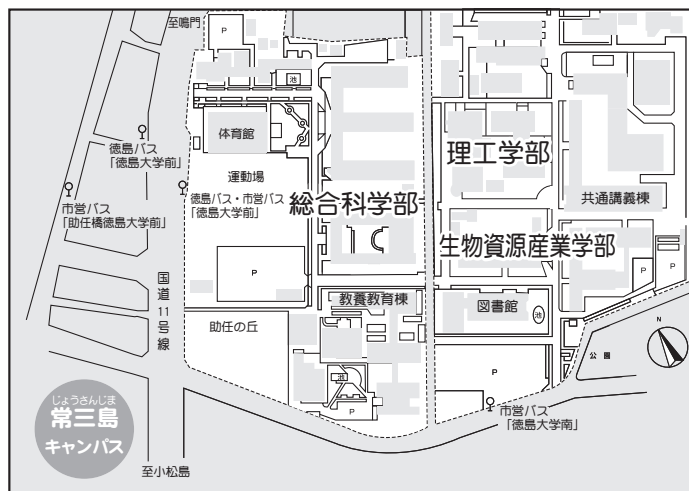 至鳴門
P
池
体育館
徳島バス
「徳島大学前」
運動場
市営バス
「助任橋徳島大学前」
徳島バス・市営バス
「徳島大学前」
総合科学部
理工学部
共通講義棟
生物資源産業学部
国道11号線
P
P
P
教養教育棟
図書館
池
助任の丘
N
公園
P
池
P
市営バス
「徳島大学南」
じょうさんじま
常三島
キャンパス
至小松島